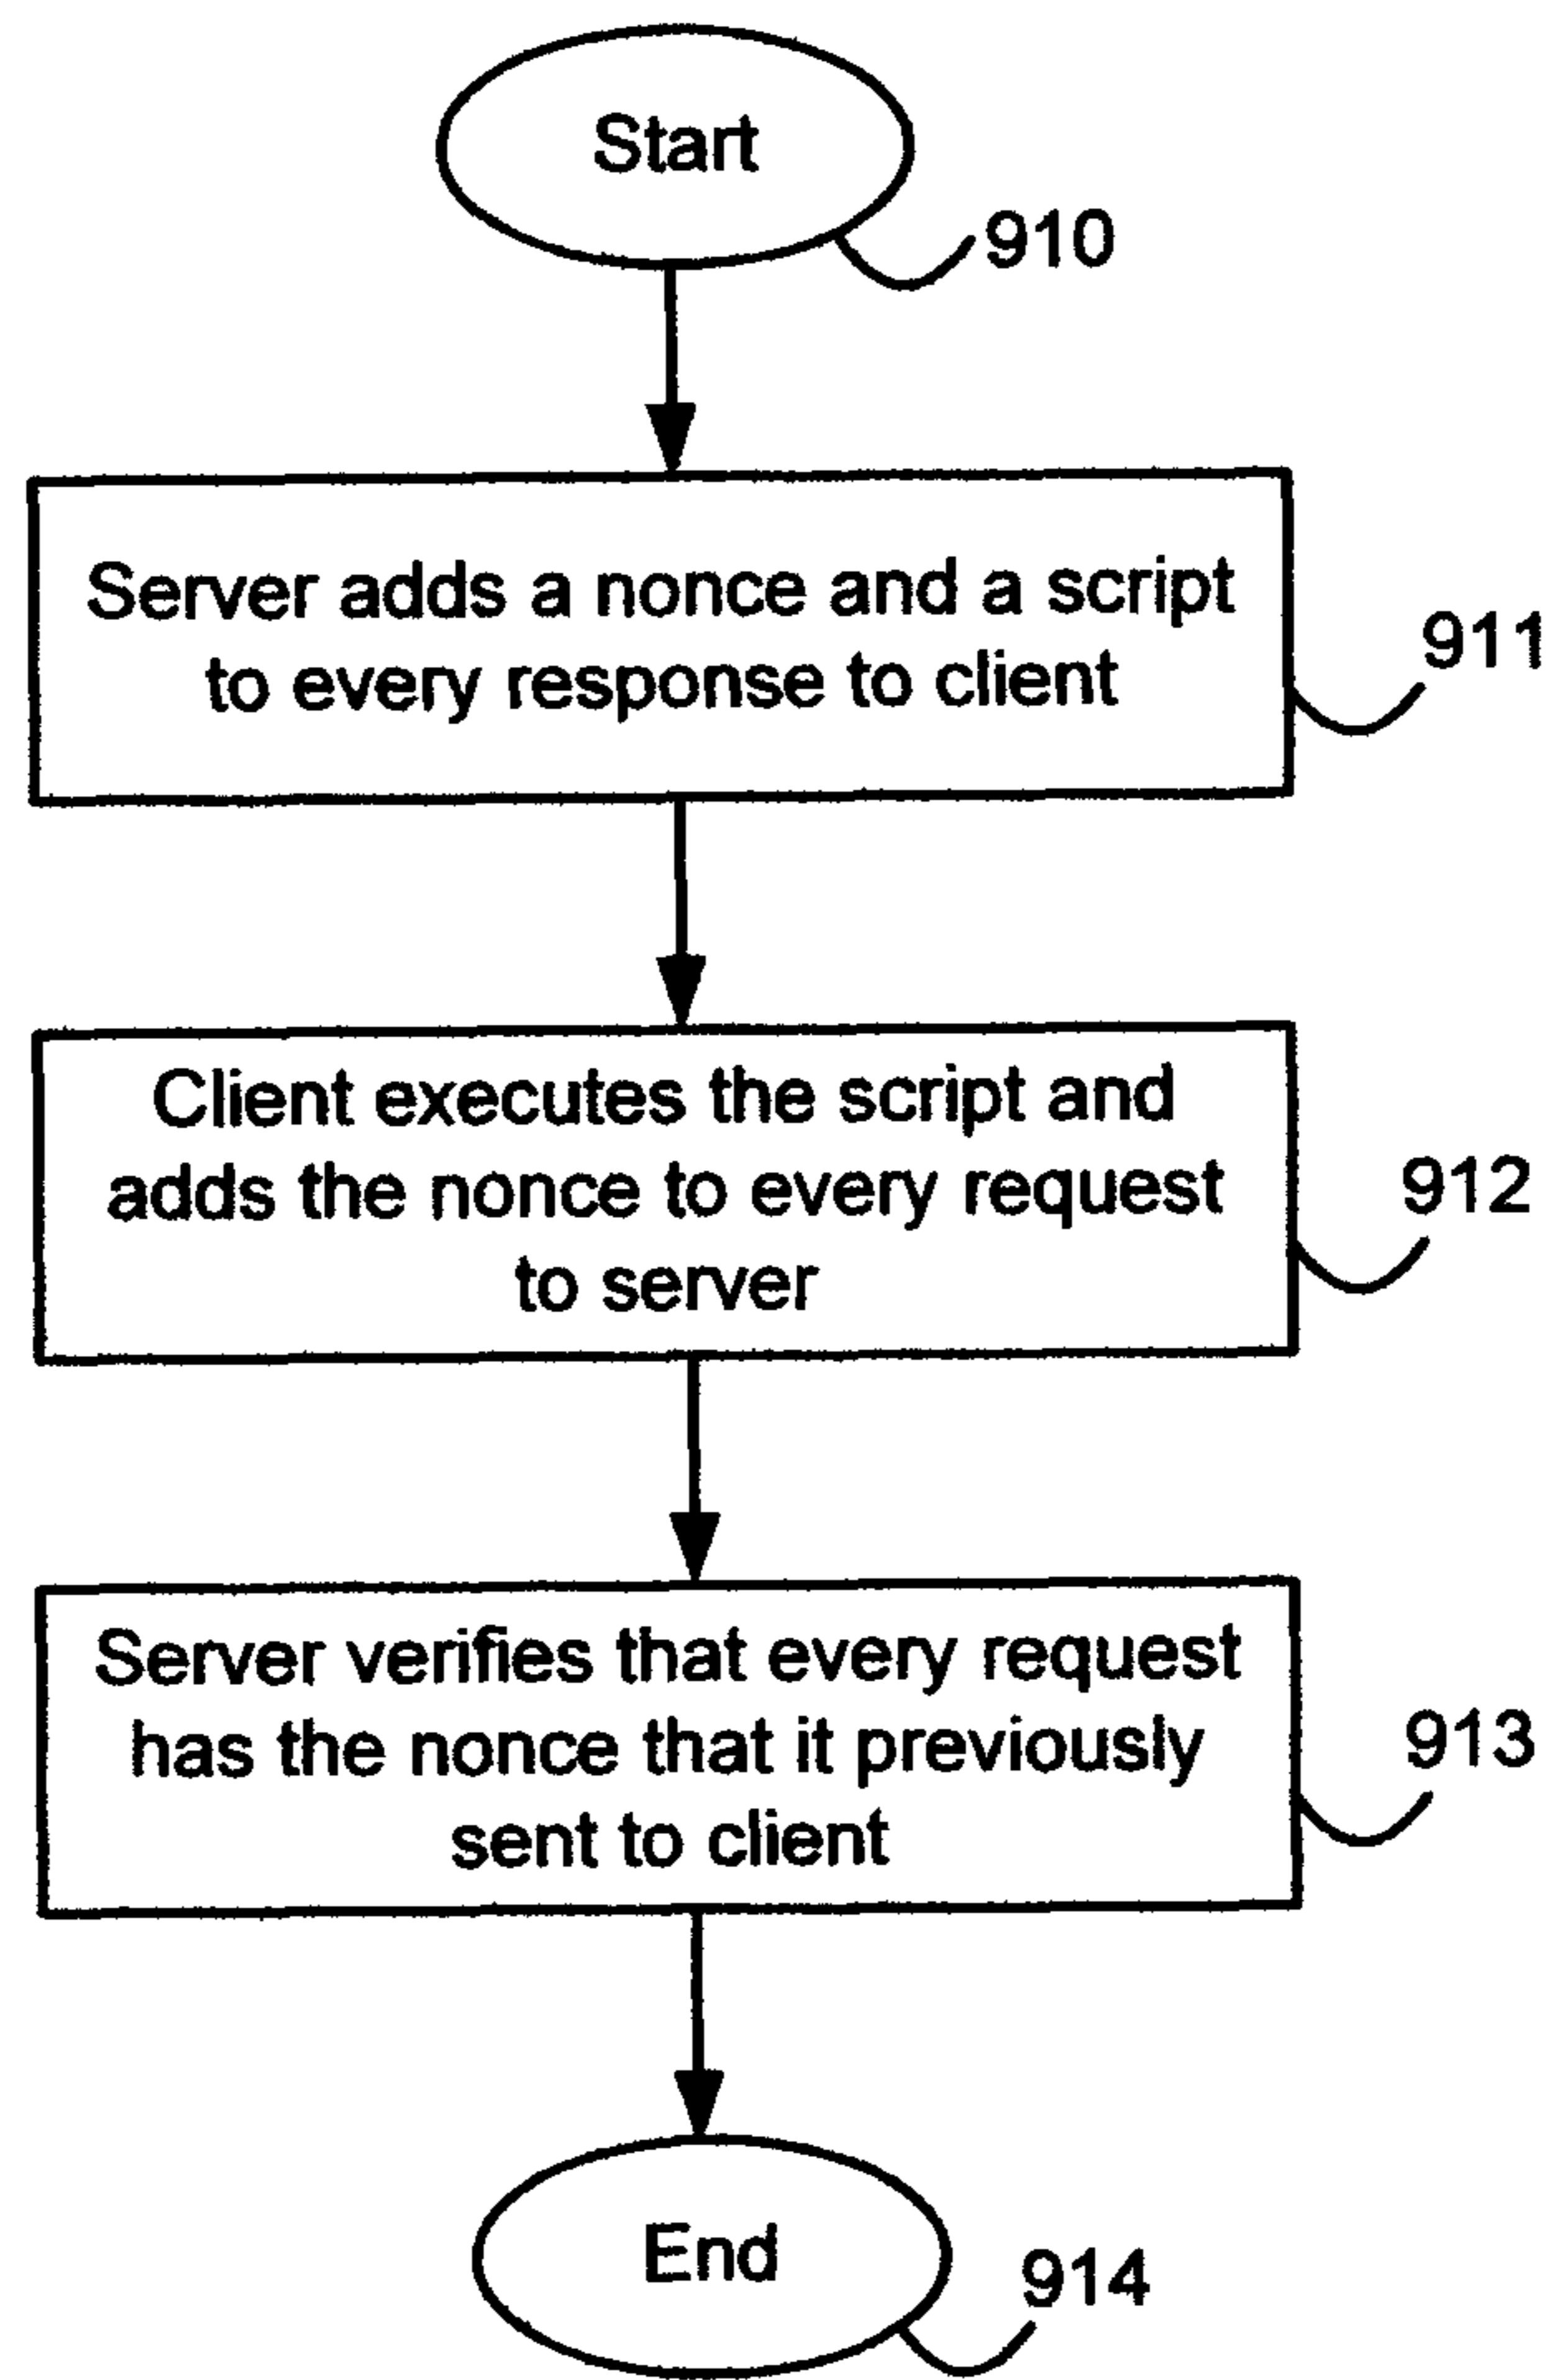 Start
910
Server adds a nonce and a script
to every response to client
911
Client executes the script and
adds the nonce to every request
to server
912
Server verifies that every request
has the nonce that it previously
sent to client
913
End
914